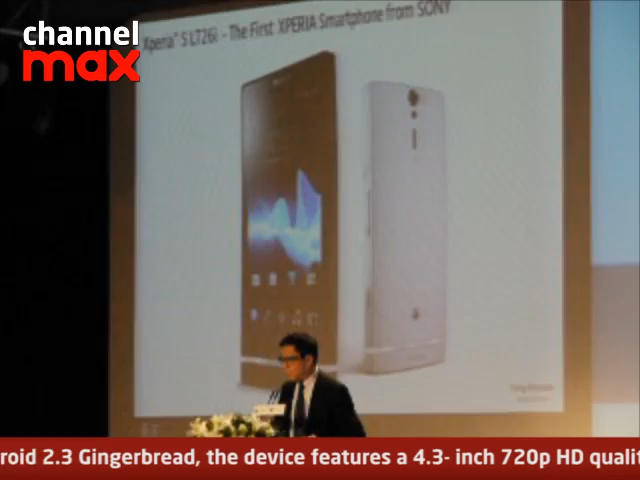 channel
max
Xperia™ S LT26i - The First XPERIA Smartphone from SONY
roid 2.3 Gingerbread, the device features a 4.3- inch 720p HD qualit